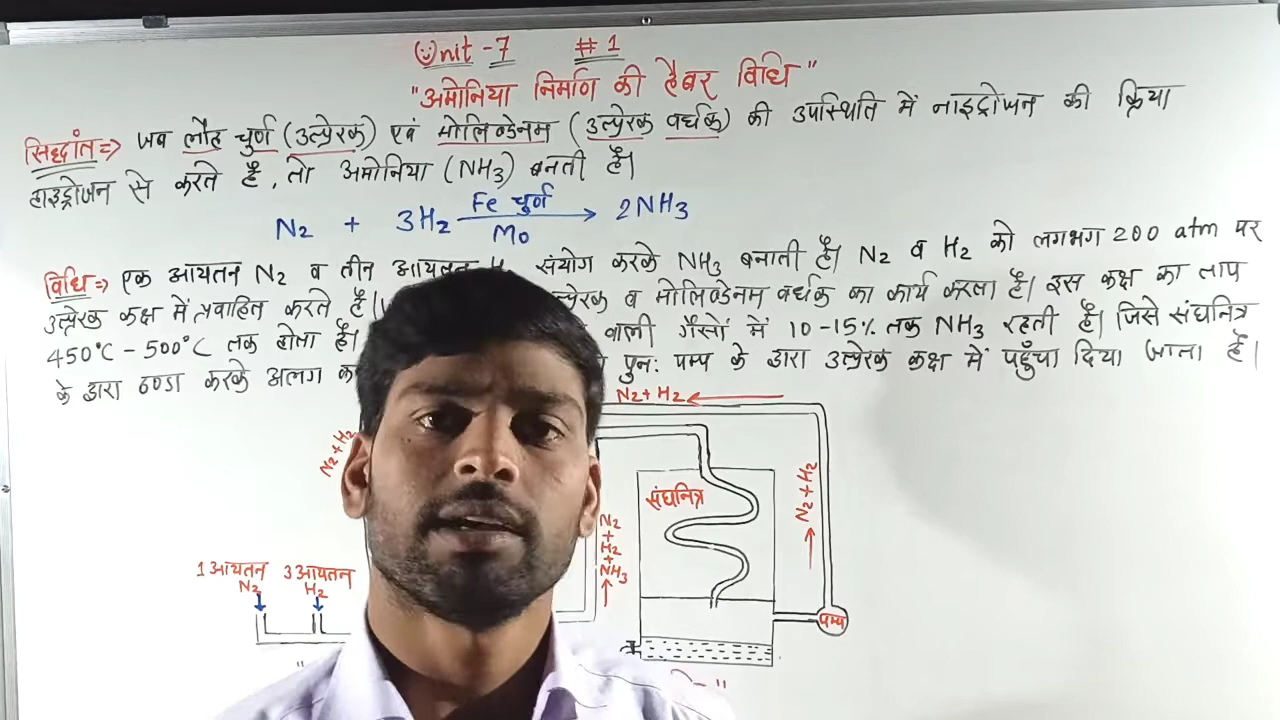 Unit - 7 # 1
"अमोनिया निर्माण की हैबर विधि"
सिद्धांत => जब लौह चुर्ण (उत्प्रेरक) एवं मोलिब्डेनम (उत्प्रेरक वर्धक) की उपस्थिति में नाइट्रोजन की क्रिया
हाइड्रोजन से करते हैं, तो अमोनिया (NH3) बनती है।
N2 + 3H2 Fe चुर्ण → 2NH3
Mo
विधि => एक आयतन N2 व तीन आयतन संयोग करके NH3 बनाती है। N2 व H2 को लगभग 200 atm पर
उत्प्रेरक कक्ष में प्रवाहित करते हैं। व मोलिब्डेनम वर्धक का कार्य करता है। इस कक्ष का ताप
450°C - 500°C तक होता है। वाली गैसों में 10-15% तक NH3 रहती है। जिसे संघनित्र
के द्वारा ठण्डा करके अलग पुनः पम्प के द्वारा उत्प्रेरक कक्ष में पहुँचा दिया जाता है।
N2+H2 ←
N2+H2
संघनित्र
→ N2+H2
N2
+
H2
+
NH3
↑
1 आयतन 3 आयतन
N2 H2
पम्प